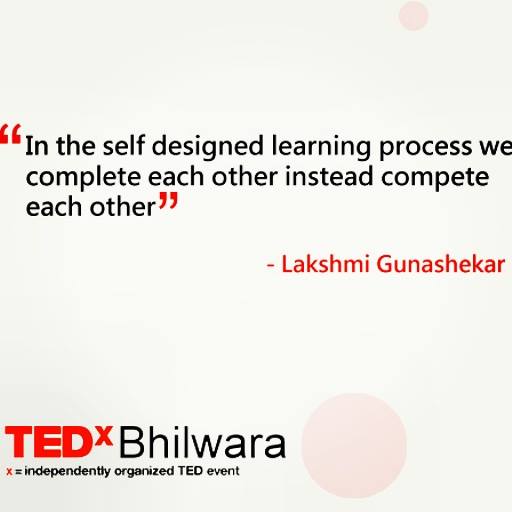 “In the self designed learning process we
complete each other instead compete
each other”
- Lakshmi Gunashekar
TEDx Bhilwara
x = independently organized TED event